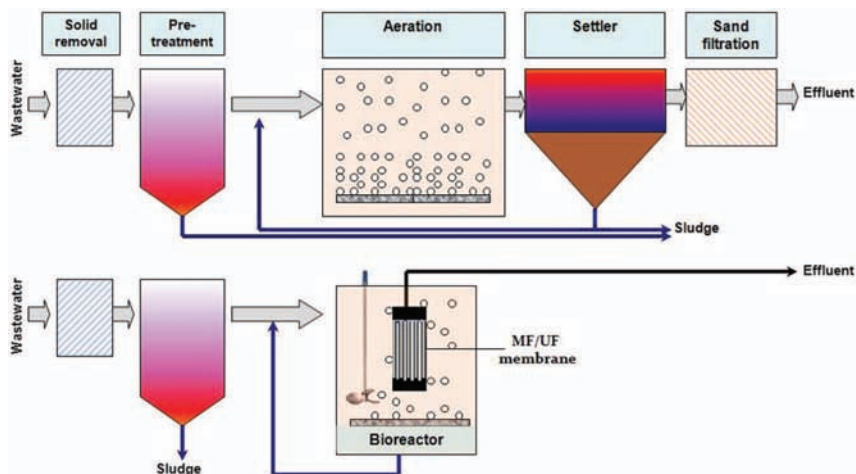 Solid
removal
Pre-
treatment
Aeration
Settler
Sand
filtration
Wastewater
Effluent
Sludge
Wastewater
Effluent
MF/UF
membrane
Bioreactor
Sludge